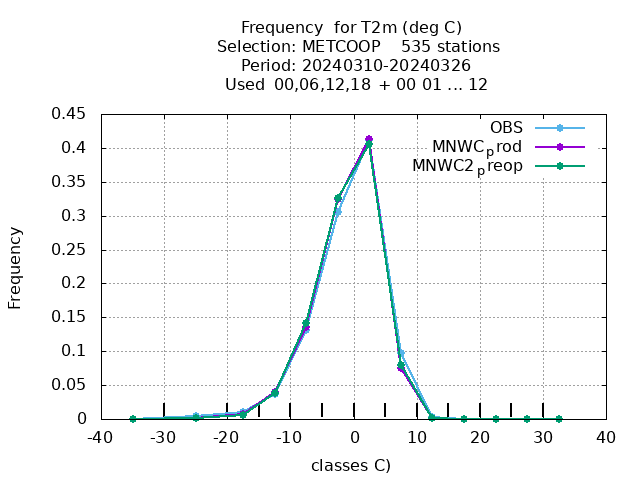 Frequency  for T2m (deg C)
Selection: METCOOP    535 stations
Period: 20240310-20240326
Used  00,06,12,18  + 00 01 ... 12
OBS
MNWCprod
MNWC2preop
Frequency
0.45
0.4
0.35
0.3
0.25
0.2
0.15
0.1
0.05
0
-40 -30 -20 -10 0 10 20 30 40
classes C)